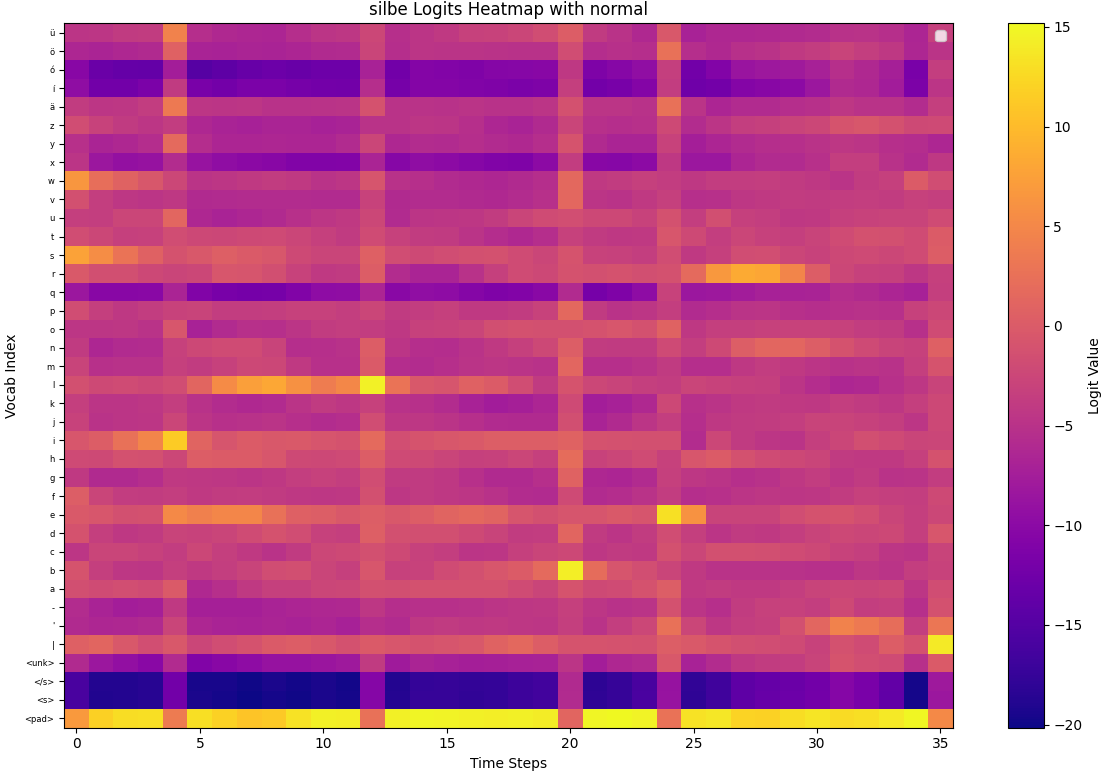 silbe Logits Heatmap with normal
ü
ö
ó
í
ä
z
y
x
w
v
u
t
s
r
q
p
o
n
m
l
k
j
i
h
g
f
e
d
c
b
a
-
'
|
<unk>
</s>
<s>
<pad>
Vocab Index
0 5 10 15 20 25 30 35
Time Steps
15
10
5
0
−5
−10
−15
−20
Logit Value